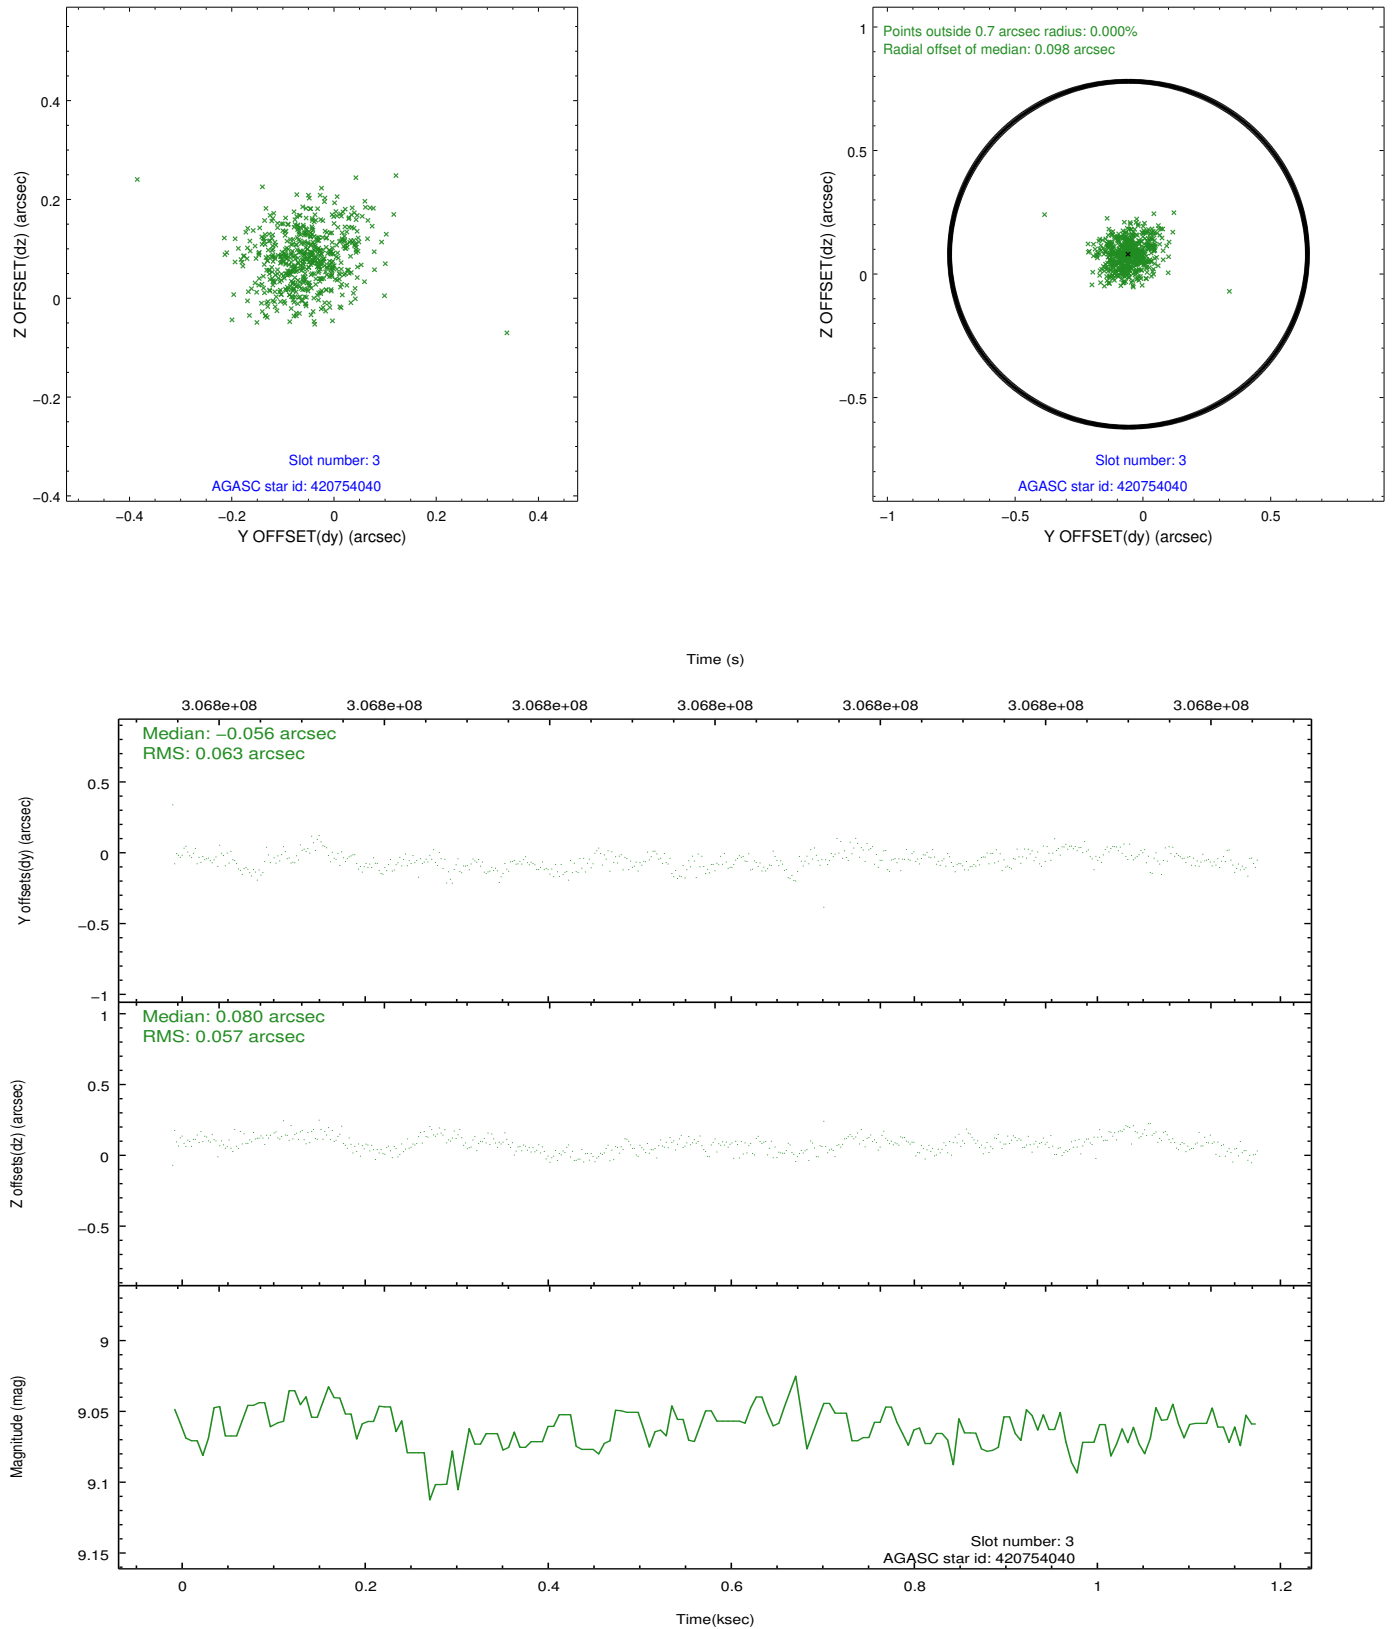 Z OFFSET(dz) (arcsec)
0.4
0.2
0
−0.2
−0.4
Slot number: 3
AGASC star id: 420754040
−0.4 −0.2 0 0.2 0.4
Y OFFSET(dy) (arcsec)
Points outside 0.7 arcsec radius: 0.000%
Radial offset of median: 0.098 arcsec
Z OFFSET(dz) (arcsec)
1
0.5
0
−0.5
Slot number: 3
AGASC star id: 420754040
−1 −0.5 0 0.5
Y OFFSET(dy) (arcsec)
Time (s)
3.068e+08 3.068e+08 3.068e+08 3.068e+08 3.068e+08 3.068e+08 3.068e+08
Median: −0.056 arcsec
RMS: 0.063 arcsec
Y offsets(dy) (arcsec)
0.5
0
−0.5
−1
Median: 0.080 arcsec
RMS: 0.057 arcsec
Z offsets(dz) (arcsec)
1
0.5
0
−0.5
Magnitude (mag)
9
9.05
9.1
9.15
Slot number: 3
AGASC star id: 420754040
0 0.2 0.4 0.6 0.8 1 1.2
Time(ksec)